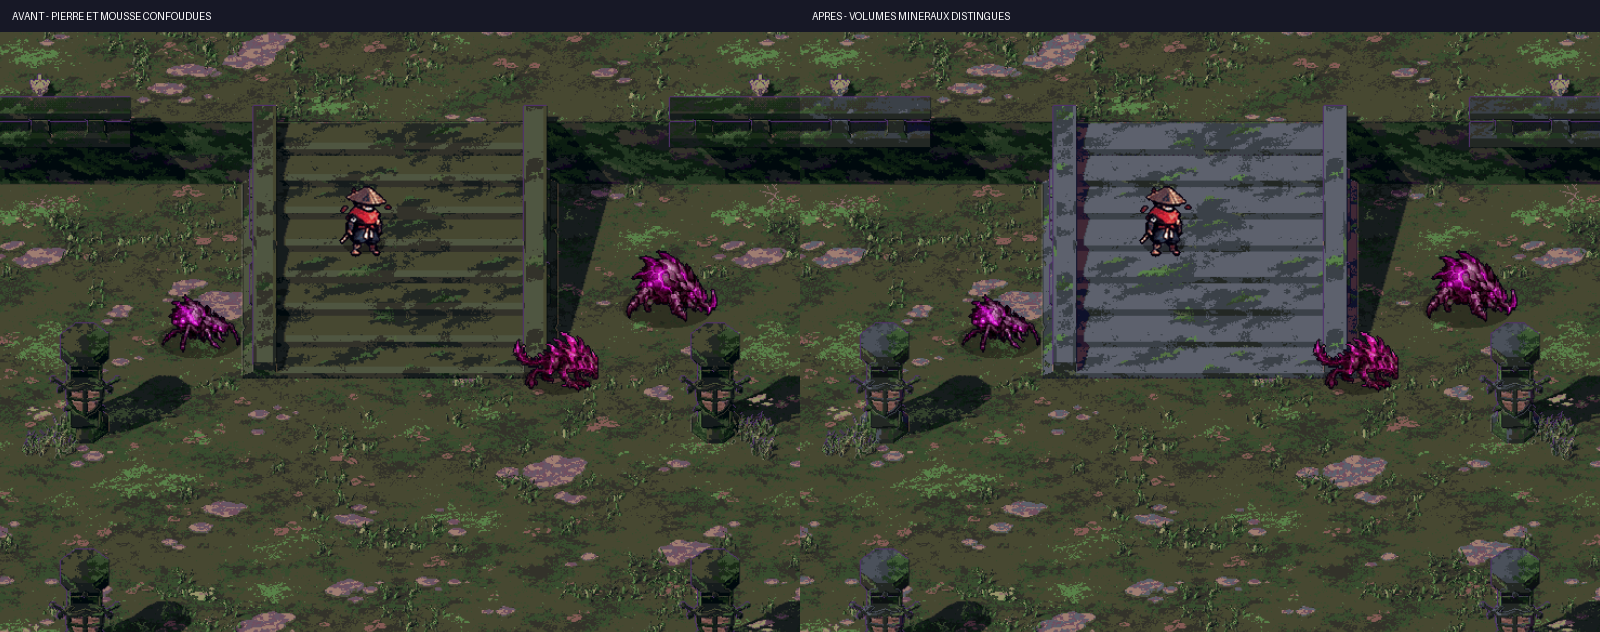 AVANT - PIERRE ET MOUSSE CONFOUDUES
APRES - VOLUMES MINERAUX DISTINGUES